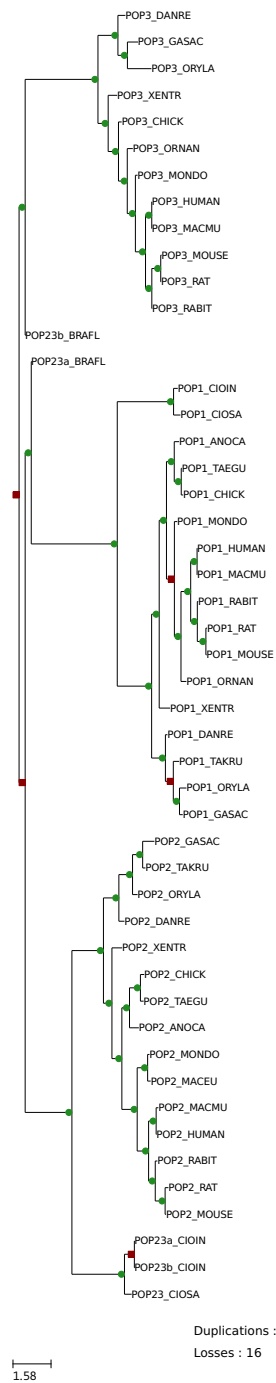 POP3_DANRE
POP3_GASAC
POP3_ORYLA
POP3_XENTR
POP3_CHICK
POP3_ORNAN
POP3_MONDO
POP3_HUMAN
POP3_MACMU
POP3_MOUSE
POP3_RAT
POP3_RABIT
POP23b_BRAFL
POP23a_BRAFL
POP1_CIOIN
POP1_CIOSA
POP1_ANOCA
POP1_TAEGU
POP1_CHICK
POP1_MONDO
POP1_HUMAN
POP1_MACMU
POP1_RABIT
POP1_RAT
POP1_MOUSE
POP1_ORNAN
POP1_XENTR
POP1_DANRE
POP1_TAKRU
POP1_ORYLA
POP1_GASAC
POP2_GASAC
POP2_TAKRU
POP2_ORYLA
POP2_DANRE
POP2_XENTR
POP2_CHICK
POP2_TAEGU
POP2_ANOCA
POP2_MONDO
POP2_MACEU
POP2_MACMU
POP2_HUMAN
POP2_RABIT
POP2_RAT
POP2_MOUSE
POP23a_CIOIN
POP23b_CIOIN
POP23_CIOSA
Duplications :
Losses : 16
1.58